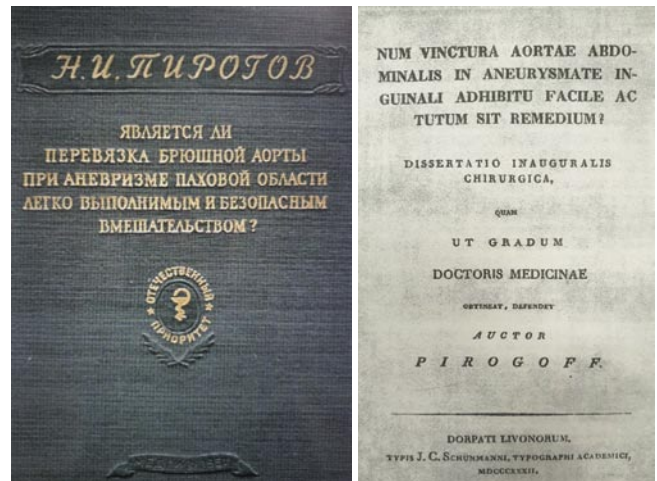 Н.И. ПИРОГОВ
ЯВЛЯЕТСЯ ЛИ
ПЕРЕВЯЗКА БРЮШНОЙ АОРТЫ
ПРИ АНЕВРИЗМЕ ПАХОВОЙ ОБЛАСТИ
ЛЕГКО ВЫПОЛНИМЫМ И БЕЗОПАСНЫМ
ВМЕШАТЕЛЬСТВОМ?
ОТЕЧЕСТВЕННЫЙ
ПРИОРИТЕТ
NUM VINCTURA AORTAE ABDO-
MINALIS IN ANEURYSMATE IN-
GUINALI ADHIBITU FACILE AC
TUTUM SIT REMEDIUM?
DISSERTATIO INAUGURALIS
CHIRURGICA,
QUAM
UT GRADUM
DOCTORIS MEDICINAE
OBTINEAT, DEFENDET
AUCTOR
PIROGOFF.
DORPATI LIVONORUM,
TYPIS J. C. SCHÜNMANNI, TYPOGRAPHI ACADEMICI,
MDCCCXXXII.